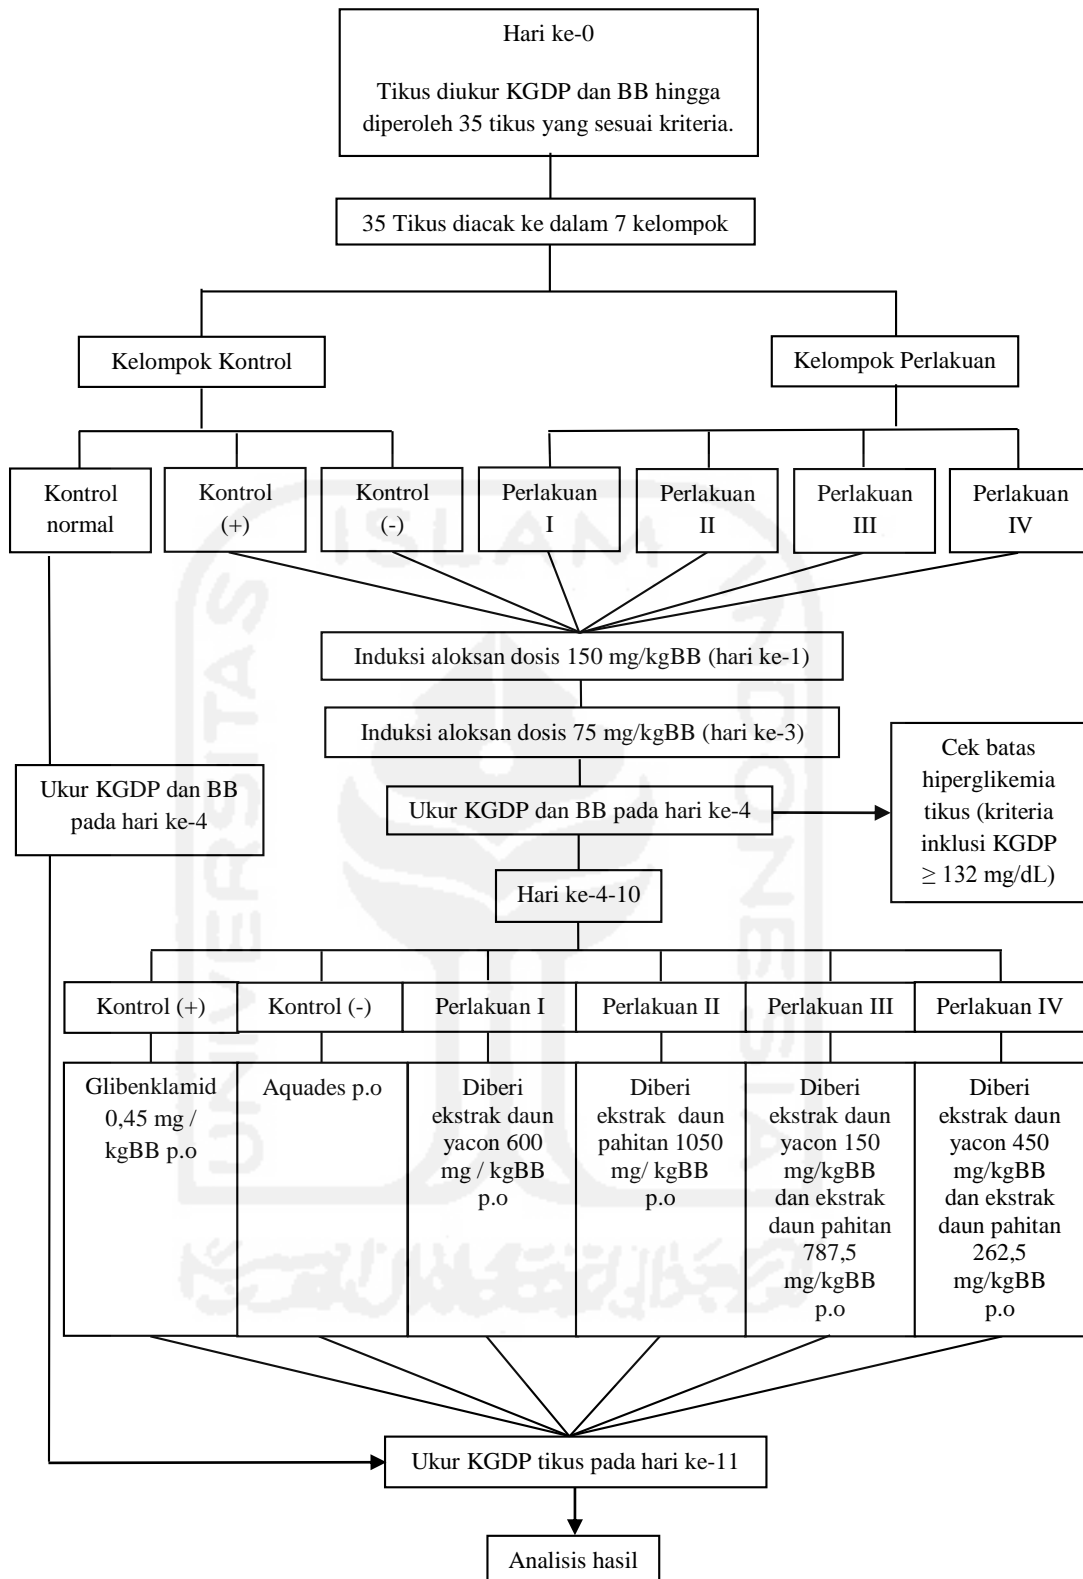 Hari ke-0
Tikus diukur KGDP dan BB hingga
diperoleh 35 tikus yang sesuai kriteria.
35 Tikus diacak ke dalam 7 kelompok
Kelompok Kontrol
Kelompok Perlakuan
Kontrol
normal
Kontrol
(+)
Kontrol
(-)
Perlakuan
I
Perlakuan
II
Perlakuan
III
Perlakuan
IV
Induksi aloksan dosis 150 mg/kgBB (hari ke-1)
Induksi aloksan dosis 75 mg/kgBB (hari ke-3)
Ukur KGDP dan BB
pada hari ke-4
Ukur KGDP dan BB pada hari ke-4
Cek batas
hiperglikemia
tikus (kriteria
inklusi KGDP
≥ 132 mg/dL)
Hari ke-4-10
Kontrol (+)
Kontrol (-)
Perlakuan I
Perlakuan II
Perlakuan III
Perlakuan IV
Glibenklamid
0,45 mg /
kgBB p.o
Aquades p.o
Diberi
ekstrak daun
yacon 600
mg / kgBB
p.o
Diberi
ekstrak  daun
pahitan 1050
mg/ kgBB
p.o
Diberi
ekstrak daun
yacon 150
mg/kgBB
dan ekstrak
daun pahitan
787,5
mg/kgBB
p.o
Diberi
ekstrak daun
yacon 450
mg/kgBB
dan ekstrak
daun pahitan
262,5
mg/kgBB
p.o
Ukur KGDP tikus pada hari ke-11
Analisis hasil
UNIVERSITAS
ISLAM
INDONESIA